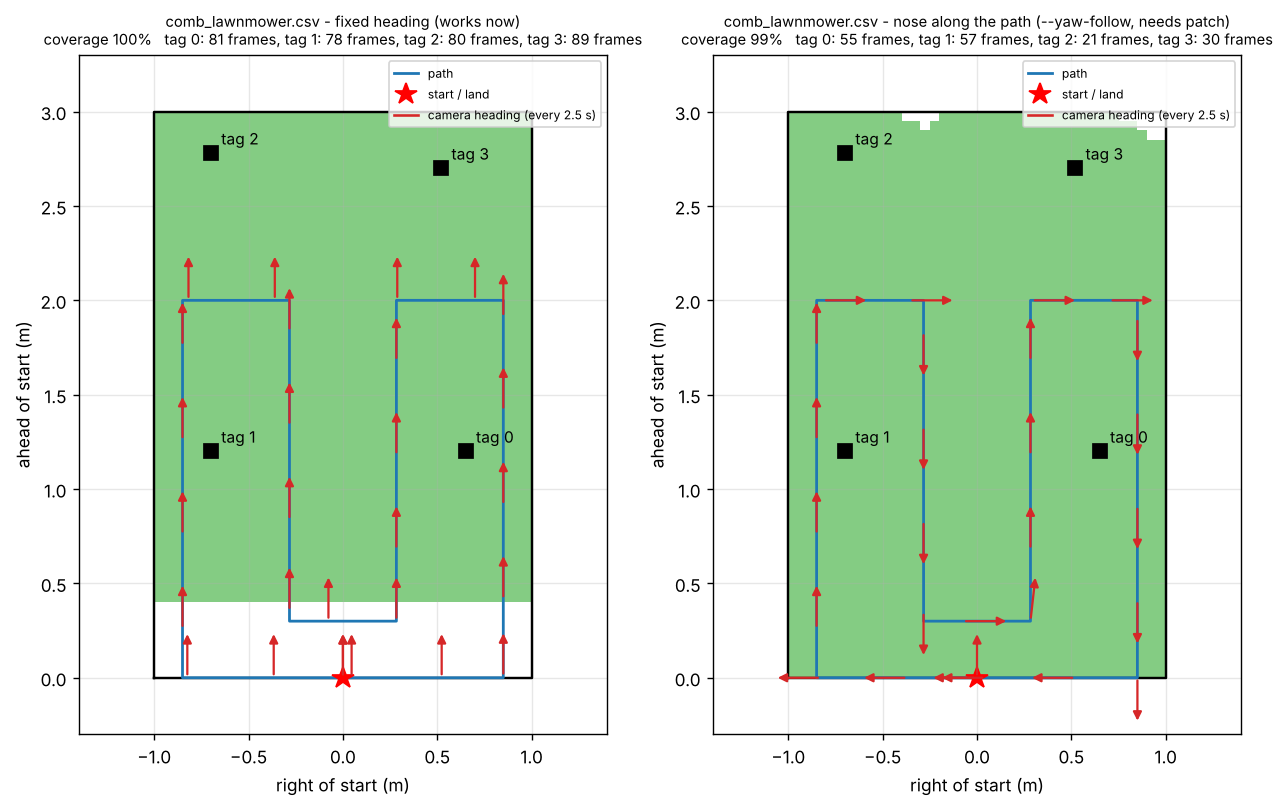 comb_lawnmower.csv - fixed heading (works now)
coverage 100%   tag 0: 81 frames, tag 1: 78 frames, tag 2: 80 frames, tag 3: 89 frames
path
start / land
camera heading (every 2.5 s)
tag 2
tag 3
tag 1
tag 0
3.0
2.5
2.0
1.5
1.0
0.5
0.0
ahead of start (m)
−1.0
−0.5
0.0
0.5
1.0
right of start (m)
comb_lawnmower.csv - nose along the path (--yaw-follow, needs patch)
coverage 99%   tag 0: 55 frames, tag 1: 57 frames, tag 2: 21 frames, tag 3: 30 frames
path
start / land
camera heading (every 2.5 s)
tag 2
tag 3
tag 1
tag 0
3.0
2.5
2.0
1.5
1.0
0.5
0.0
ahead of start (m)
−1.0
−0.5
0.0
0.5
1.0
right of start (m)